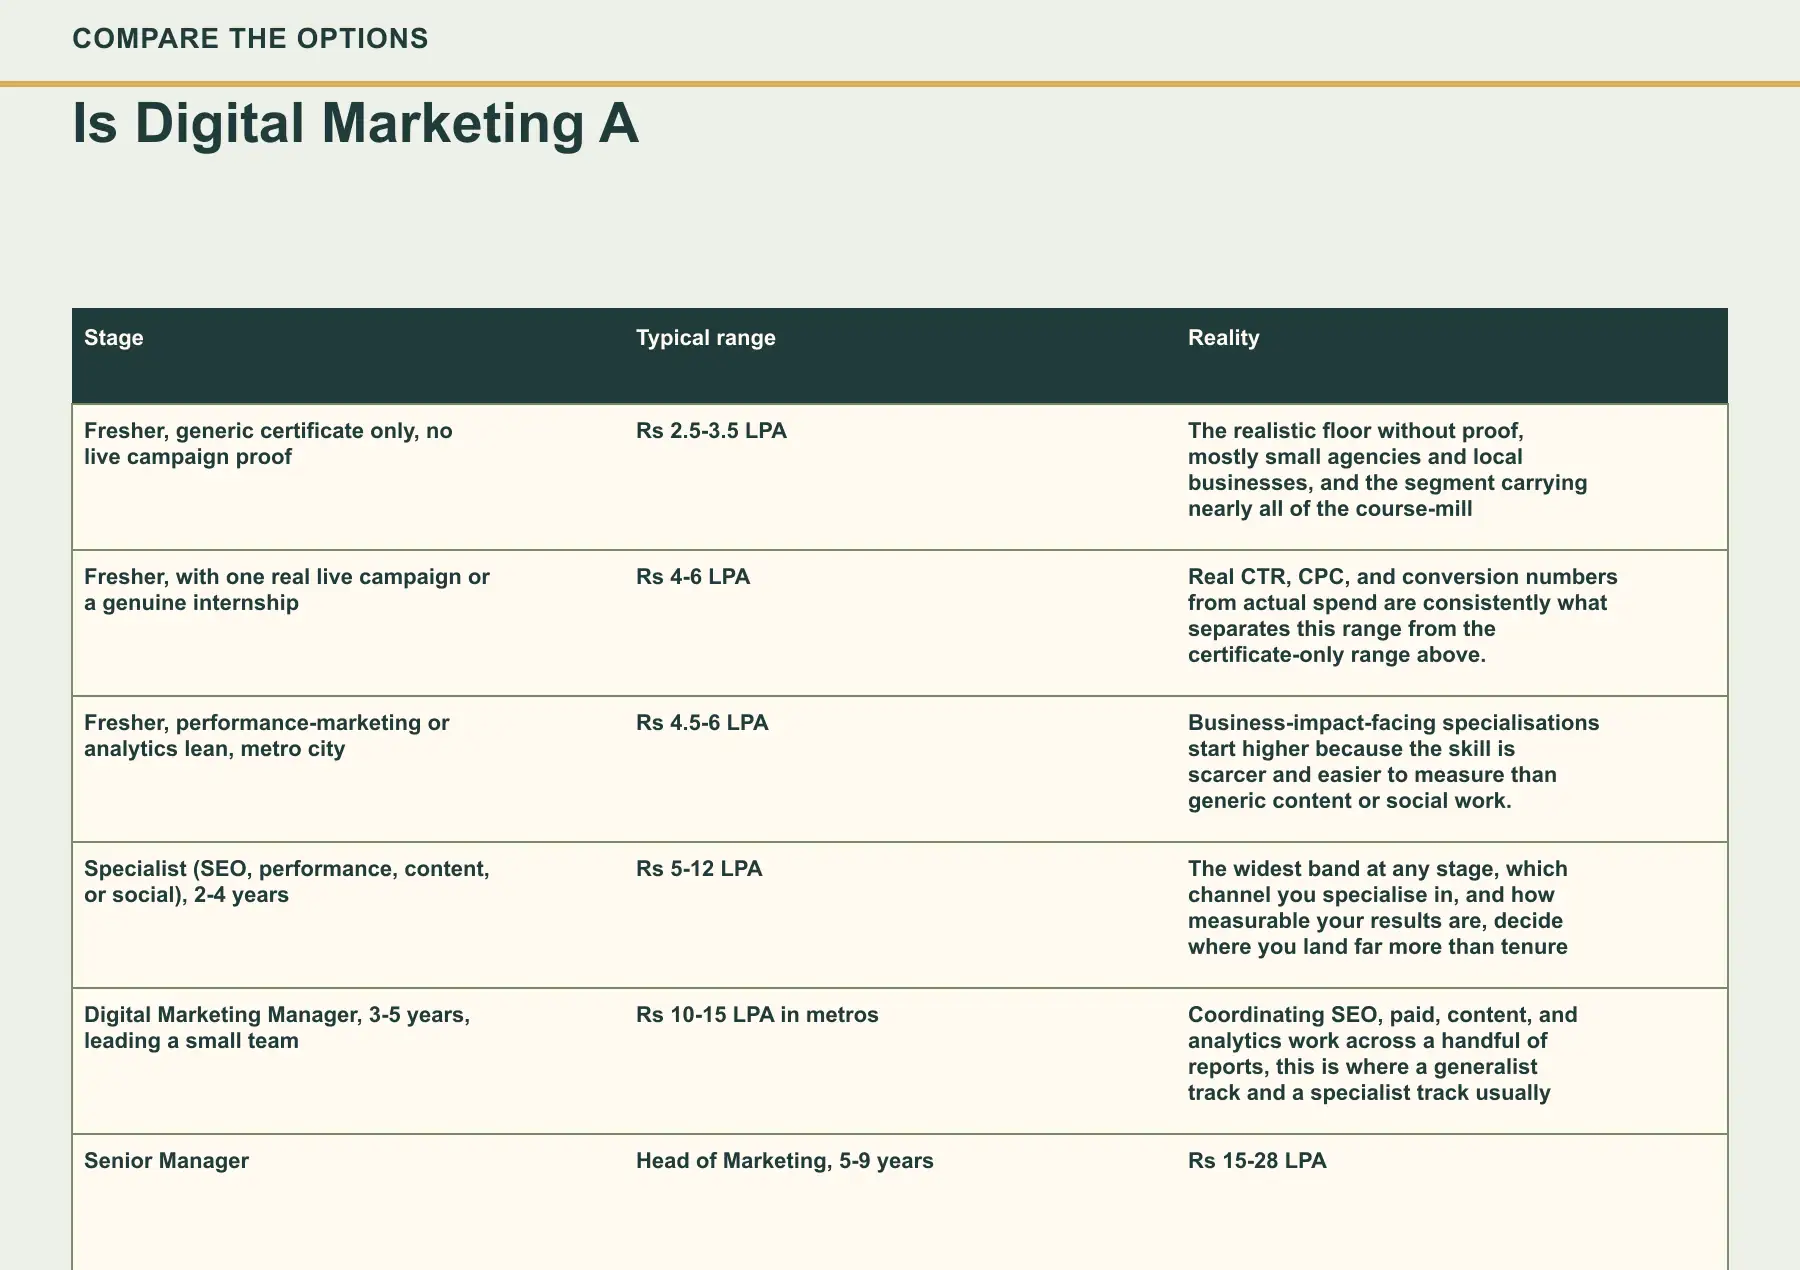 COMPARE THE OPTIONS
Is Digital Marketing A
Stage
Typical range
Reality
Fresher, generic certificate only, no
live campaign proof
Rs 2.5-3.5 LPA
The realistic floor without proof,
mostly small agencies and local
businesses, and the segment carrying
nearly all of the course-mill
Fresher, with one real live campaign or
a genuine internship
Rs 4-6 LPA
Real CTR, CPC, and conversion numbers
from actual spend are consistently what
separates this range from the
certificate-only range above.
Fresher, performance-marketing or
analytics lean, metro city
Rs 4.5-6 LPA
Business-impact-facing specialisations
start higher because the skill is
scarcer and easier to measure than
generic content or social work.
Specialist (SEO, performance, content,
or social), 2-4 years
Rs 5-12 LPA
The widest band at any stage, which
channel you specialise in, and how
measurable your results are, decide
where you land far more than tenure
Digital Marketing Manager, 3-5 years,
leading a small team
Rs 10-15 LPA in metros
Coordinating SEO, paid, content, and
analytics work across a handful of
reports, this is where a generalist
track and a specialist track usually
Senior Manager
Head of Marketing, 5-9 years
Rs 15-28 LPA